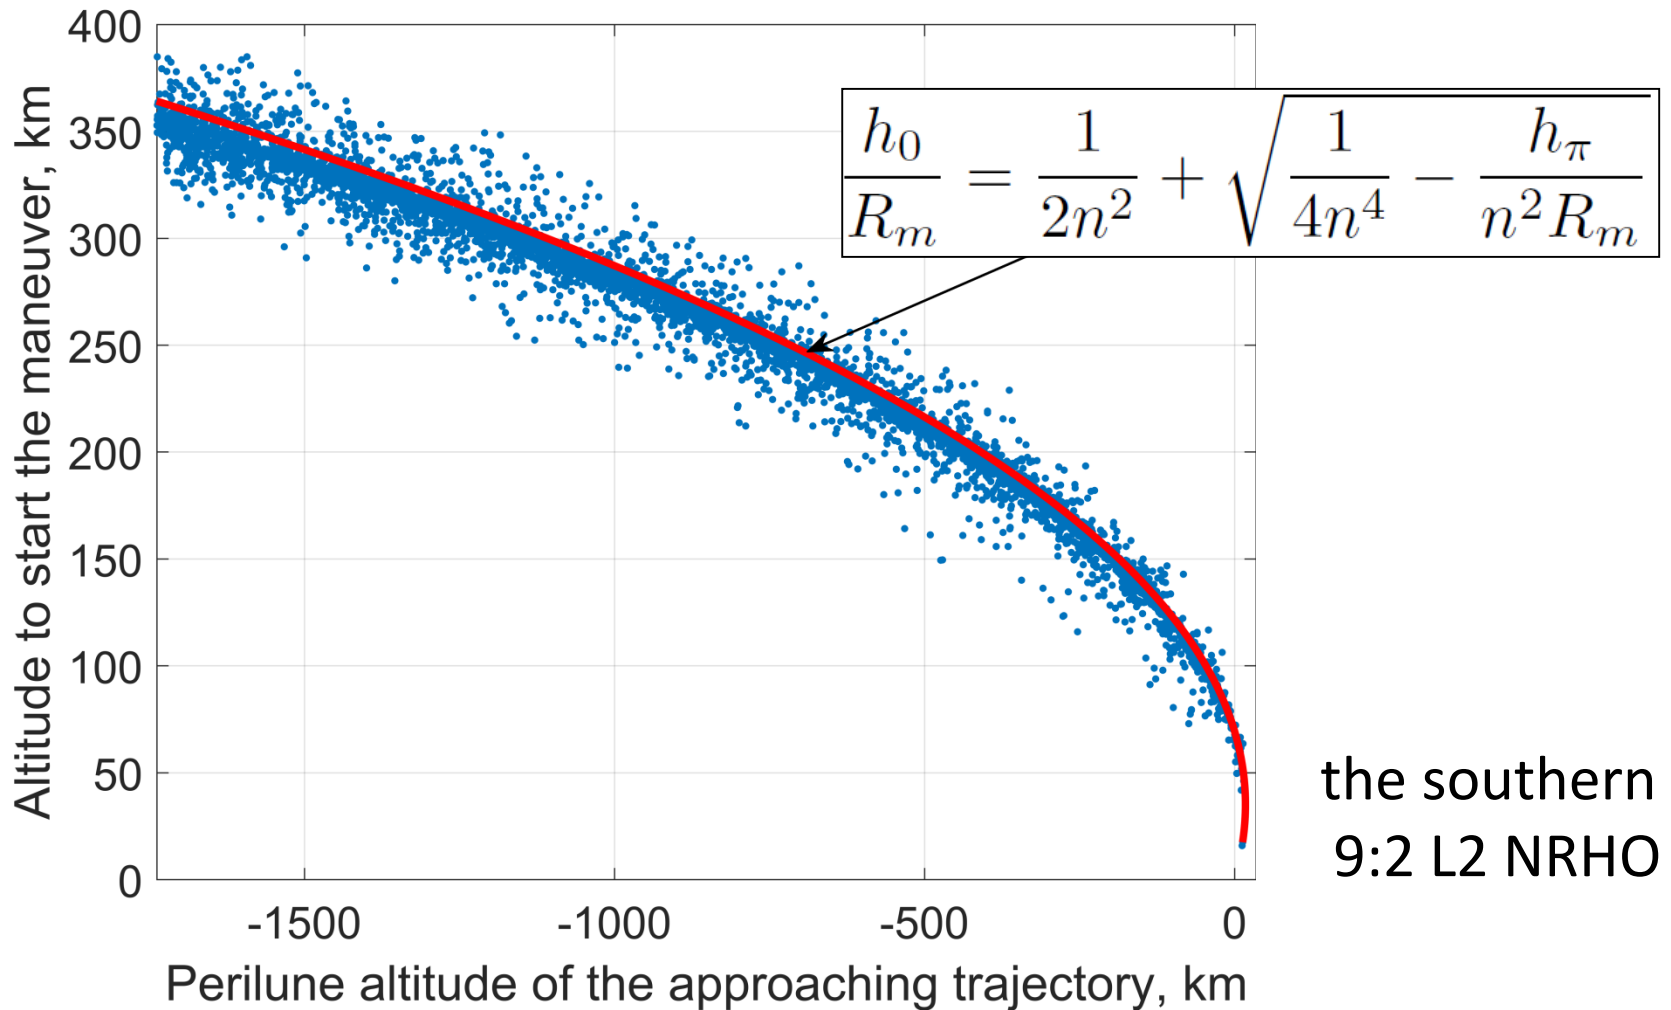 400
350
300
250
200
150
100
50
0
Altitude to start the maneuver, km
h₀/Rₘ = 1/2n² + √(1/4n⁴ − h_π/n²Rₘ)
the southern
9:2 L2 NRHO
-1500 -1000 -500 0
Perilune altitude of the approaching trajectory, km